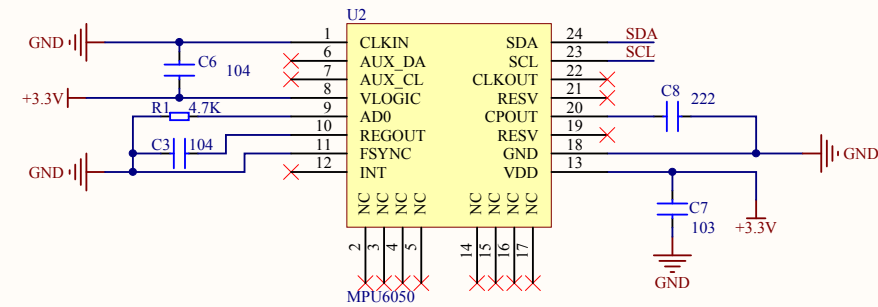 U2
GND
1 CLKIN SDA 24 SDA
6 AUX_DA SCL 23 SCL
C6 104
7 AUX_CL CLKOUT 22
+3.3V
8 VLOGIC RESV 21
C8 222
R1 4.7K
9 AD0 CPOUT 20
10 REGOUT RESV 19
C3 104
11 FSYNC GND 18
GND
GND
12 INT VDD 13
NC NC NC NC NC NC NC NC
C7
103
+3.3V
2 3 4 5 14 15 16 17
GND
MPU6050